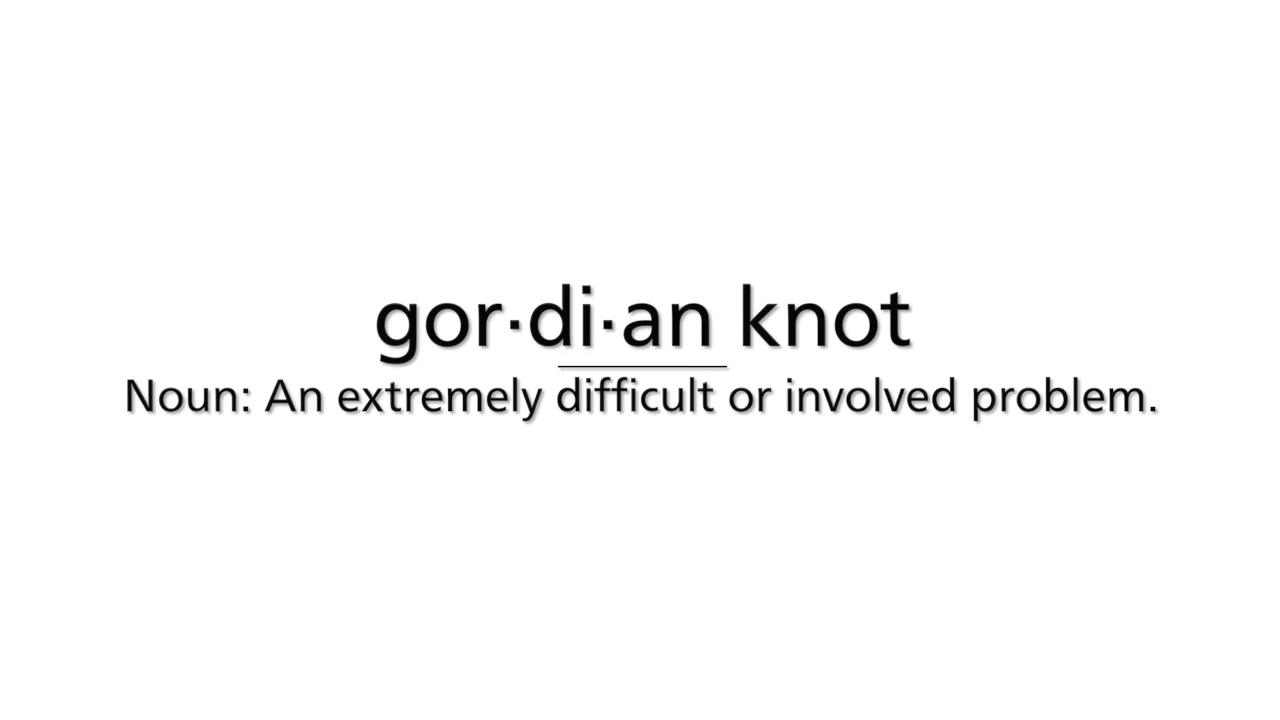 gor·di·an knot
Noun: An extremely difficult or involved problem.